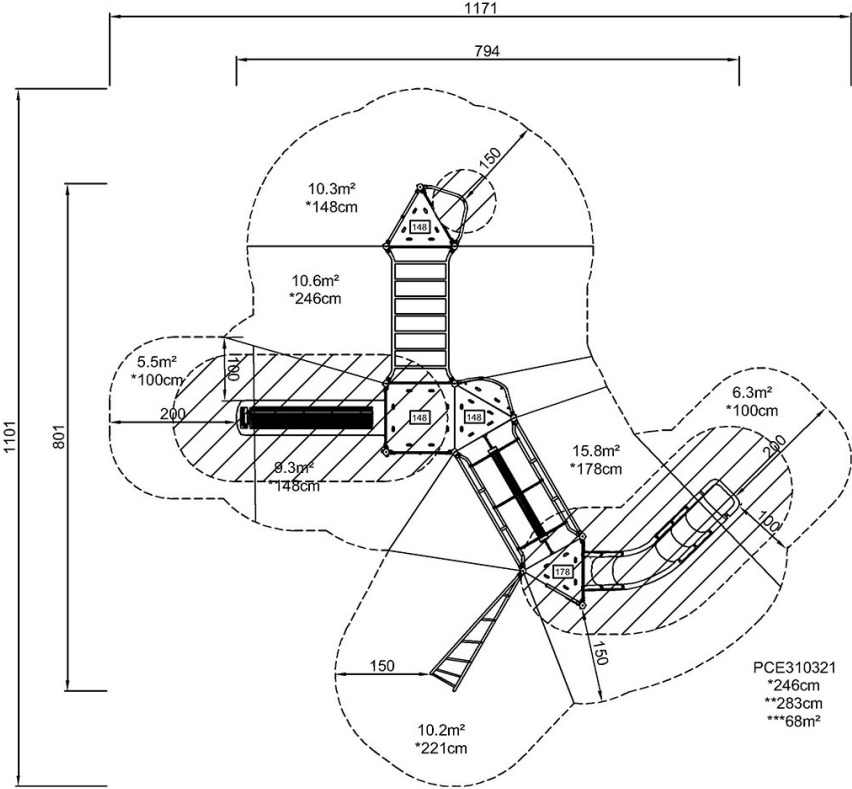 1171
794
150
10.3m²
*148cm
148
1101
801
10.6m²
*246cm
5.5m²
*100cm
100
200
148
148
6.3m²
*100cm
200
15.8m²
*178cm
9.3m²
*148cm
100
178
150
150
10.2m²
*221cm
PCE310321
*246cm
**283cm
***68m²